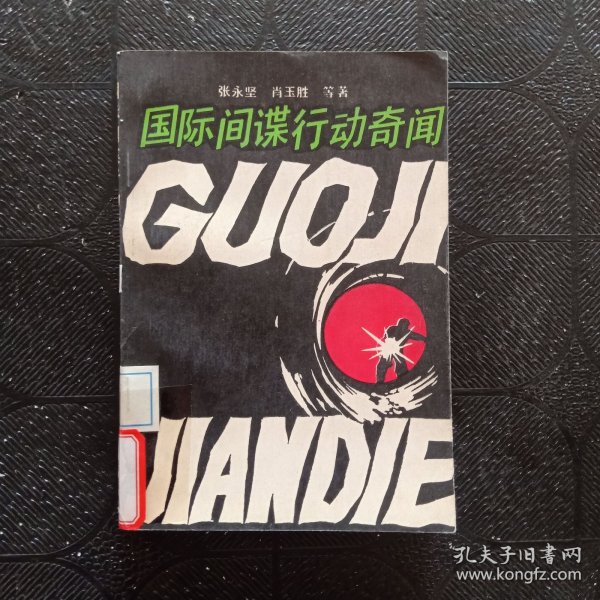 张永坚 肖玉胜 等著
国际间谍行动奇闻
GUOJI
JIANDIE
孔夫子旧书网
www.kongfz.com